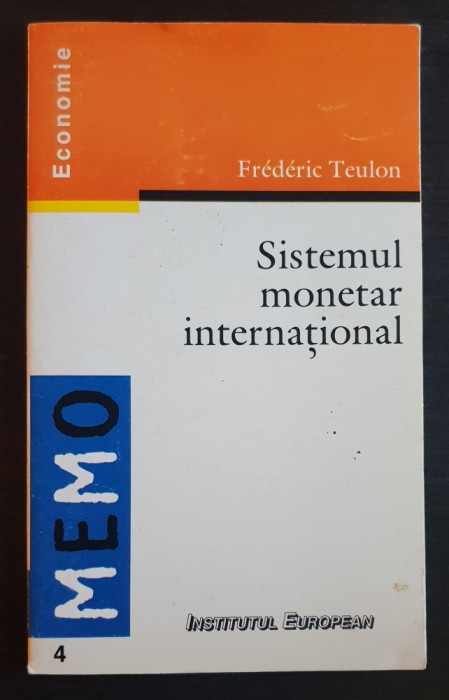 Economie
Frédéric Teulon
Sistemul
monetar
internațional
MEMO
INSTITUTUL EUROPEAN
4